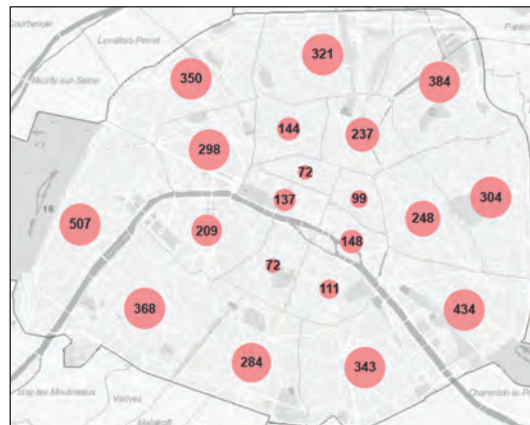 Courbevoie
Levallois-Perret
Pantin
321
350
384
Neuilly-sur-Seine
144
237
298
72
137
99
304
16
507
248
209
148
72
111
368
434
284
343
Issy-les-Moulineaux
Vanves
Malakoff
Charenton-le-P